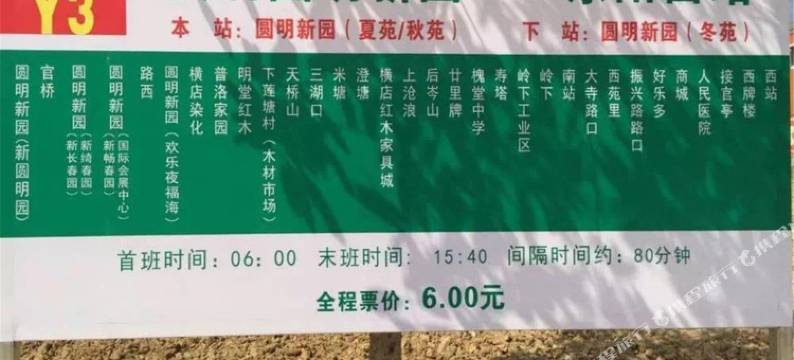 Y3
本 站：圆明新园（夏苑/秋苑） 下 站：圆明新园（冬苑）
圆明新园（新圆明园）
官桥
圆明新园（新绮春园）（新长春园）
圆明新园（国际会展中心）（新畅春园）
路西
圆明新园（欢乐夜福海）
横店染化
普洛家园
明堂红木
下莲塘村（木材市场）
天桥山
三湖口
米塘
澄塘
横店红木家具城
上沧浪
后岑山
廿里牌
槐堂中学
寿塔
岭下工业区
岭下
南站
大寺路口
西苑里
振兴路路口
好乐多
商城
人民医院
接官亭
西牌楼
西站
首班时间：06：00 末班时间：15:40 间隔时间约：80分钟
全程票价：6.00元
携程旅行